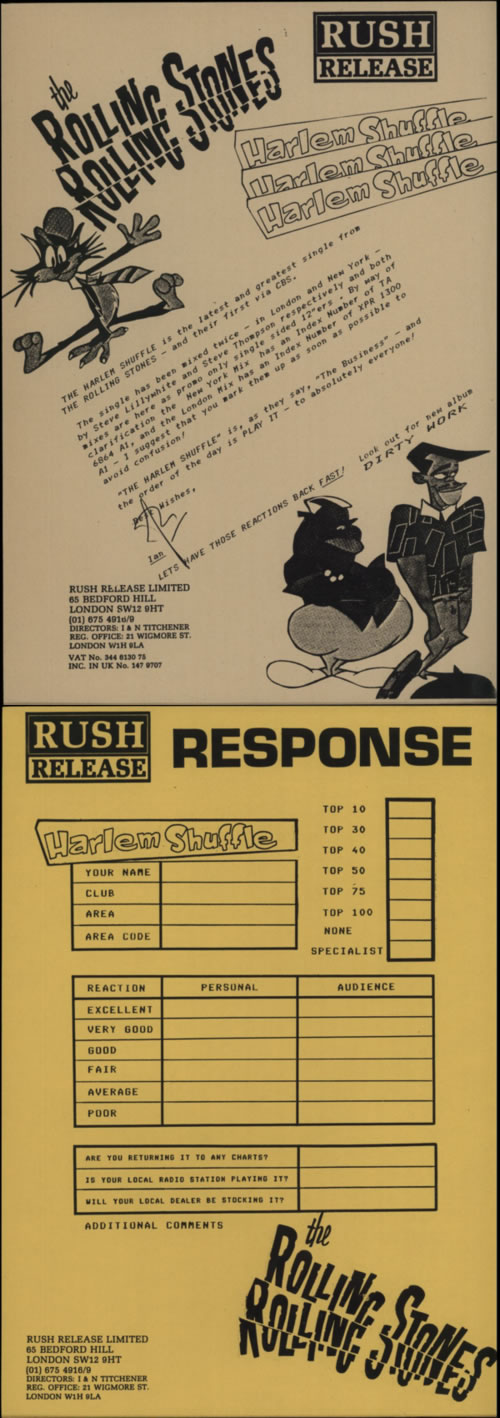 the
ROLLING STONES
ROLLING STONES
RUSH
RELEASE
Harlem Shuffle
Harlem Shuffle
Harlem Shuffle
THE HARLEM SHUFFLE is the latest and greatest single from
THE ROLLING STONES - and their first via CBS.
The single has been mixed twice - in London and New York -
by Steve Lillywhite and Steve Thompson respectively and both
mixes are here as promo only single sided 12"ers . By way of
clarification the New York Mix has an Index Number of TA
6864 A1, and the London Mix has an Index Number of XPR 1300
A1 - I suggest that you mark them up as soon as possible to
avoid confusion!
"THE HARLEM SHUFFLE" is, as they say, "The Business" - and
the order of the day is PLAY IT - to absolutely everyone!
Best Wishes,
Ian
LETS HAVE THOSE REACTIONS BACK FAST!
Look out for new album
DIRTY WORK
RUSH RELEASE LIMITED
65 BEDFORD HILL
LONDON SW12 9HT
(01) 675 4916/9
DIRECTORS: I & N TITCHENER
REG. OFFICE: 21 WIGMORE ST.
LONDON W1H 9LA
VAT No. 344 6130 75
INC. IN UK No. 147 9707
RUSH
RELEASE
RESPONSE
Harlem Shuffle
YOUR NAME
CLUB
AREA
AREA CODE
TOP 10
TOP 30
TOP 40
TOP 50
TOP 75
TOP 100
NONE
SPECIALIST
REACTION PERSONAL AUDIENCE
EXCELLENT
VERY GOOD
GOOD
FAIR
AVERAGE
POOR
ARE YOU RETURNING IT TO ANY CHARTS?
IS YOUR LOCAL RADIO STATION PLAYING IT?
WILL YOUR LOCAL DEALER BE STOCKING IT?
ADDITIONAL COMMENTS
the
ROLLING STONES
ROLLING STONES
RUSH RELEASE LIMITED
65 BEDFORD HILL
LONDON SW12 9HT
(01) 675 4916/9
DIRECTORS: I & N TITCHENER
REG. OFFICE: 21 WIGMORE ST.
LONDON W1H 9LA